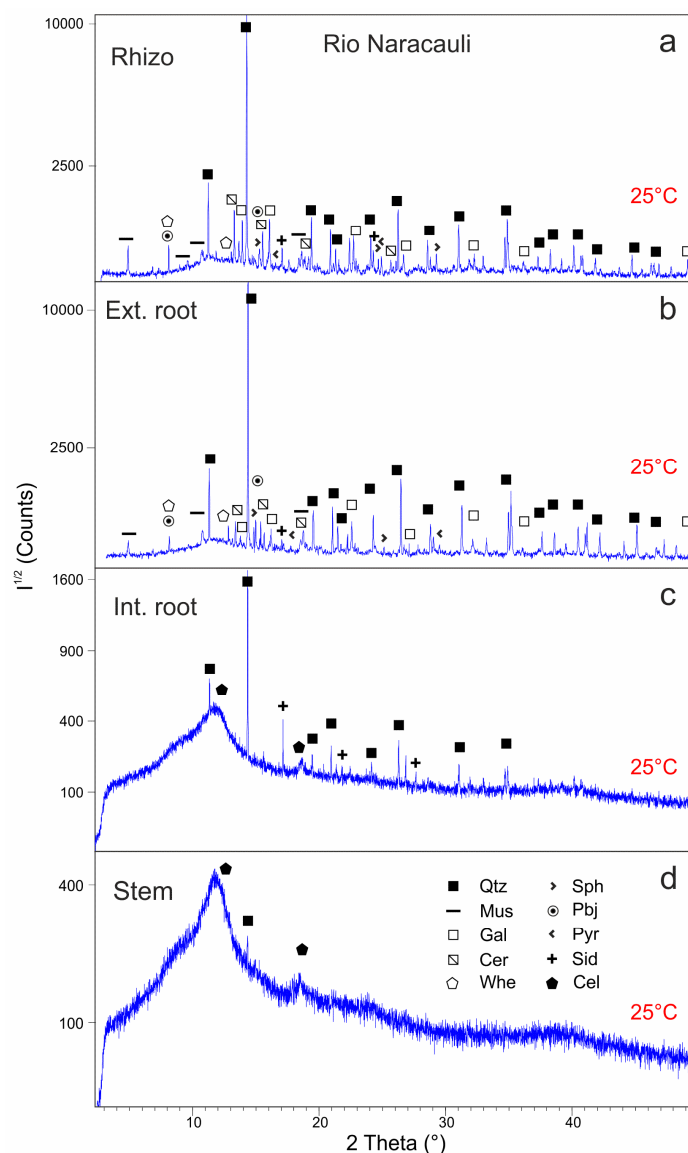 10000
Rhizo
Rio Naracauli
a
2500
25°C
10000
Ext. root
b
2500
25°C
I1/2 (Counts)
1600
Int. root
c
900
400
25°C
100
Stem
d
400
Qtz
Sph
Mus
Pbj
Gal
Pyr
Cer
Sid
Whe
Cel
25°C
100
10
20
30
40
2 Theta (°)